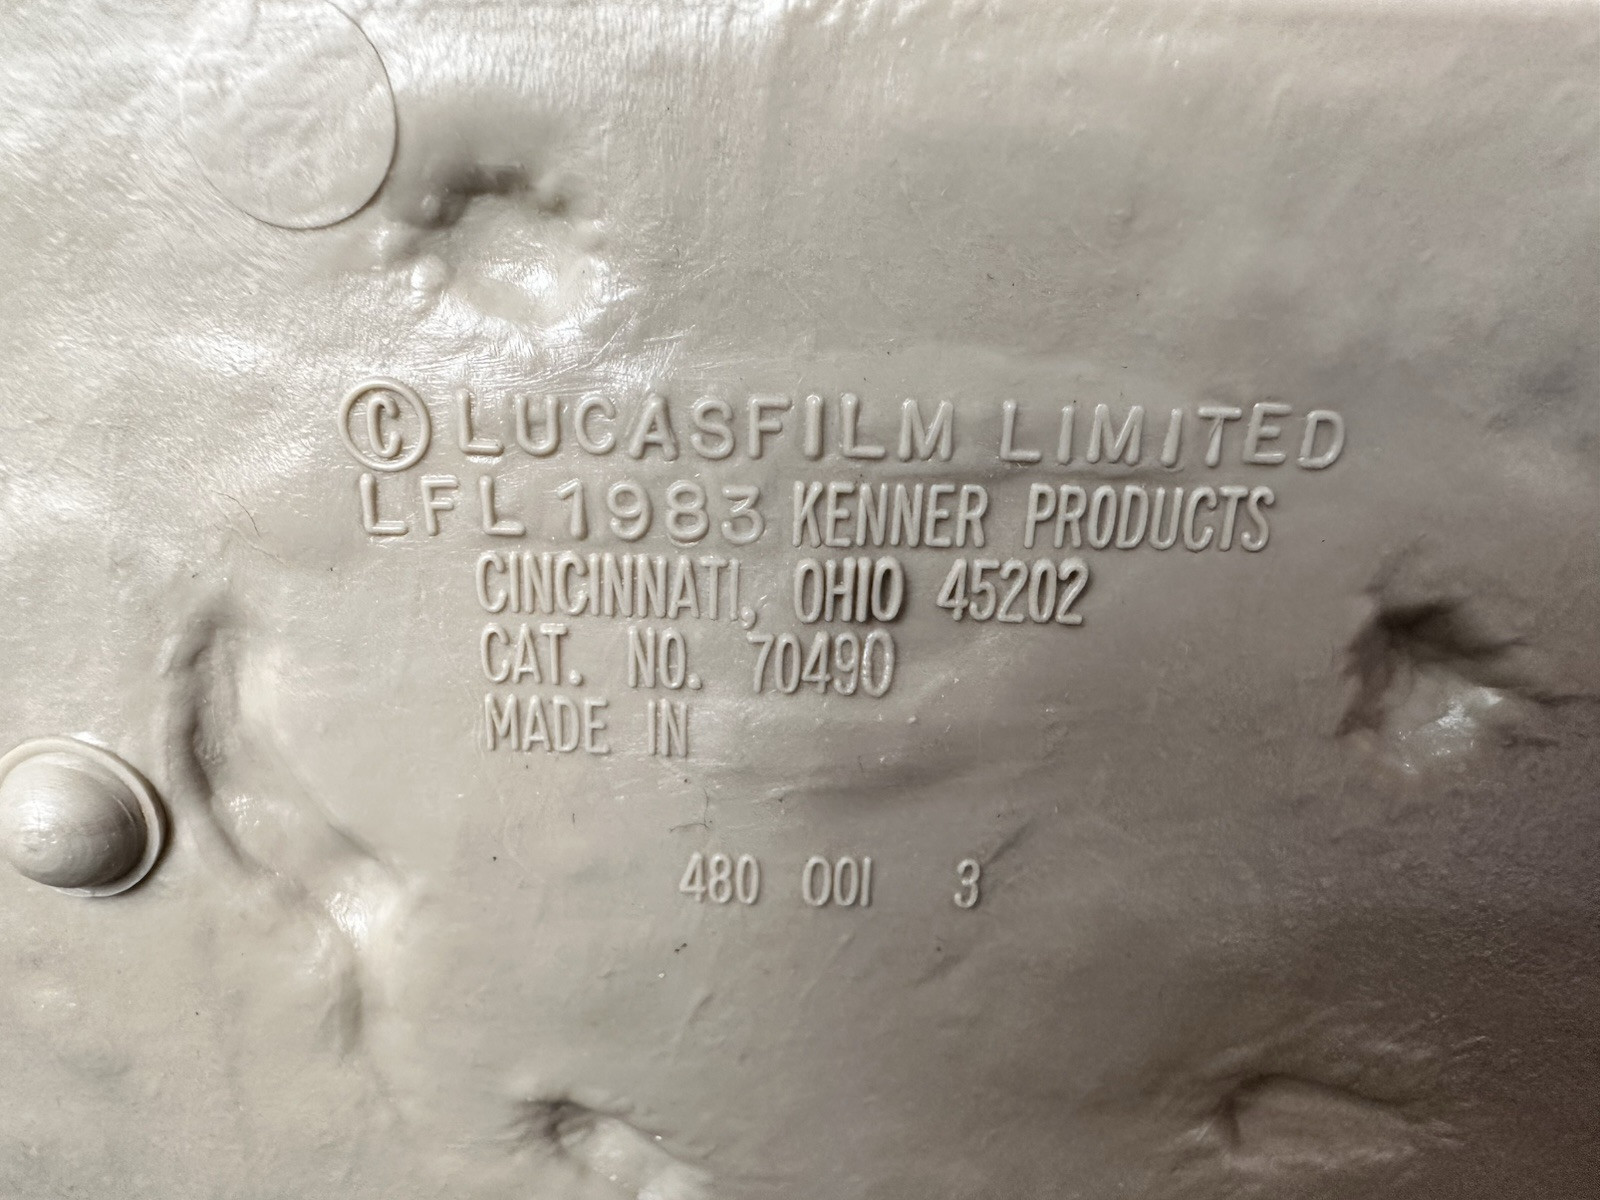 © LUCASFILM LIMITED
LFL 1983 KENNER PRODUCTS
CINCINNATI, OHIO 45202
CAT. NO. 70490
MADE IN
480 001 3